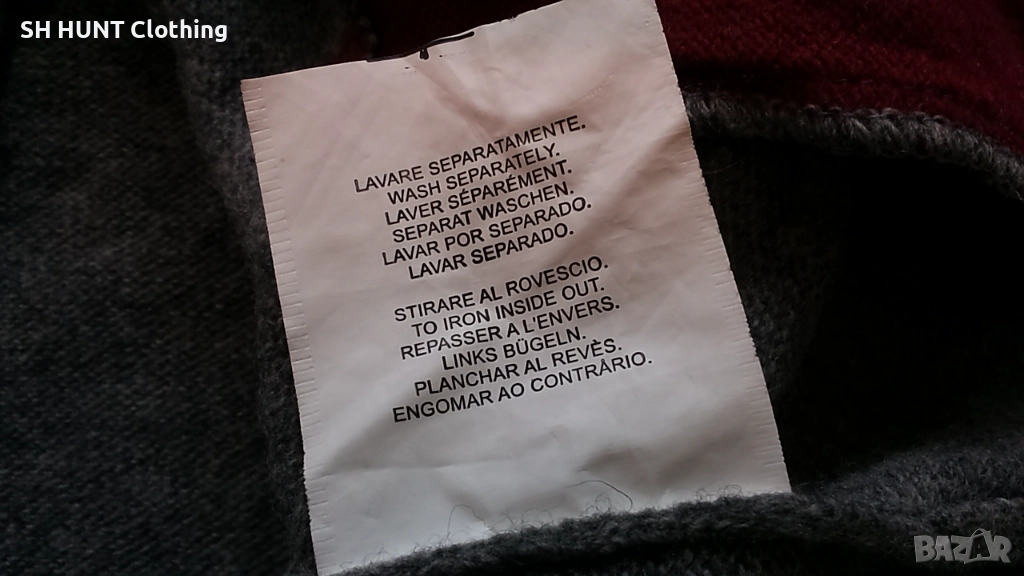 SH HUNT Clothing
LAVARE SEPARATAMENTE.
WASH SEPARATELY.
LAVER SÉPARÉMENT.
SEPARAT WASCHEN.
LAVAR POR SEPARADO.
LAVAR SEPARADO.
STIRARE AL ROVESCIO.
TO IRON INSIDE OUT.
REPASSER A L'ENVERS.
LINKS BÜGELN.
PLANCHAR AL REVÈS.
ENGOMAR AO CONTRÀRIO.
BAZAR